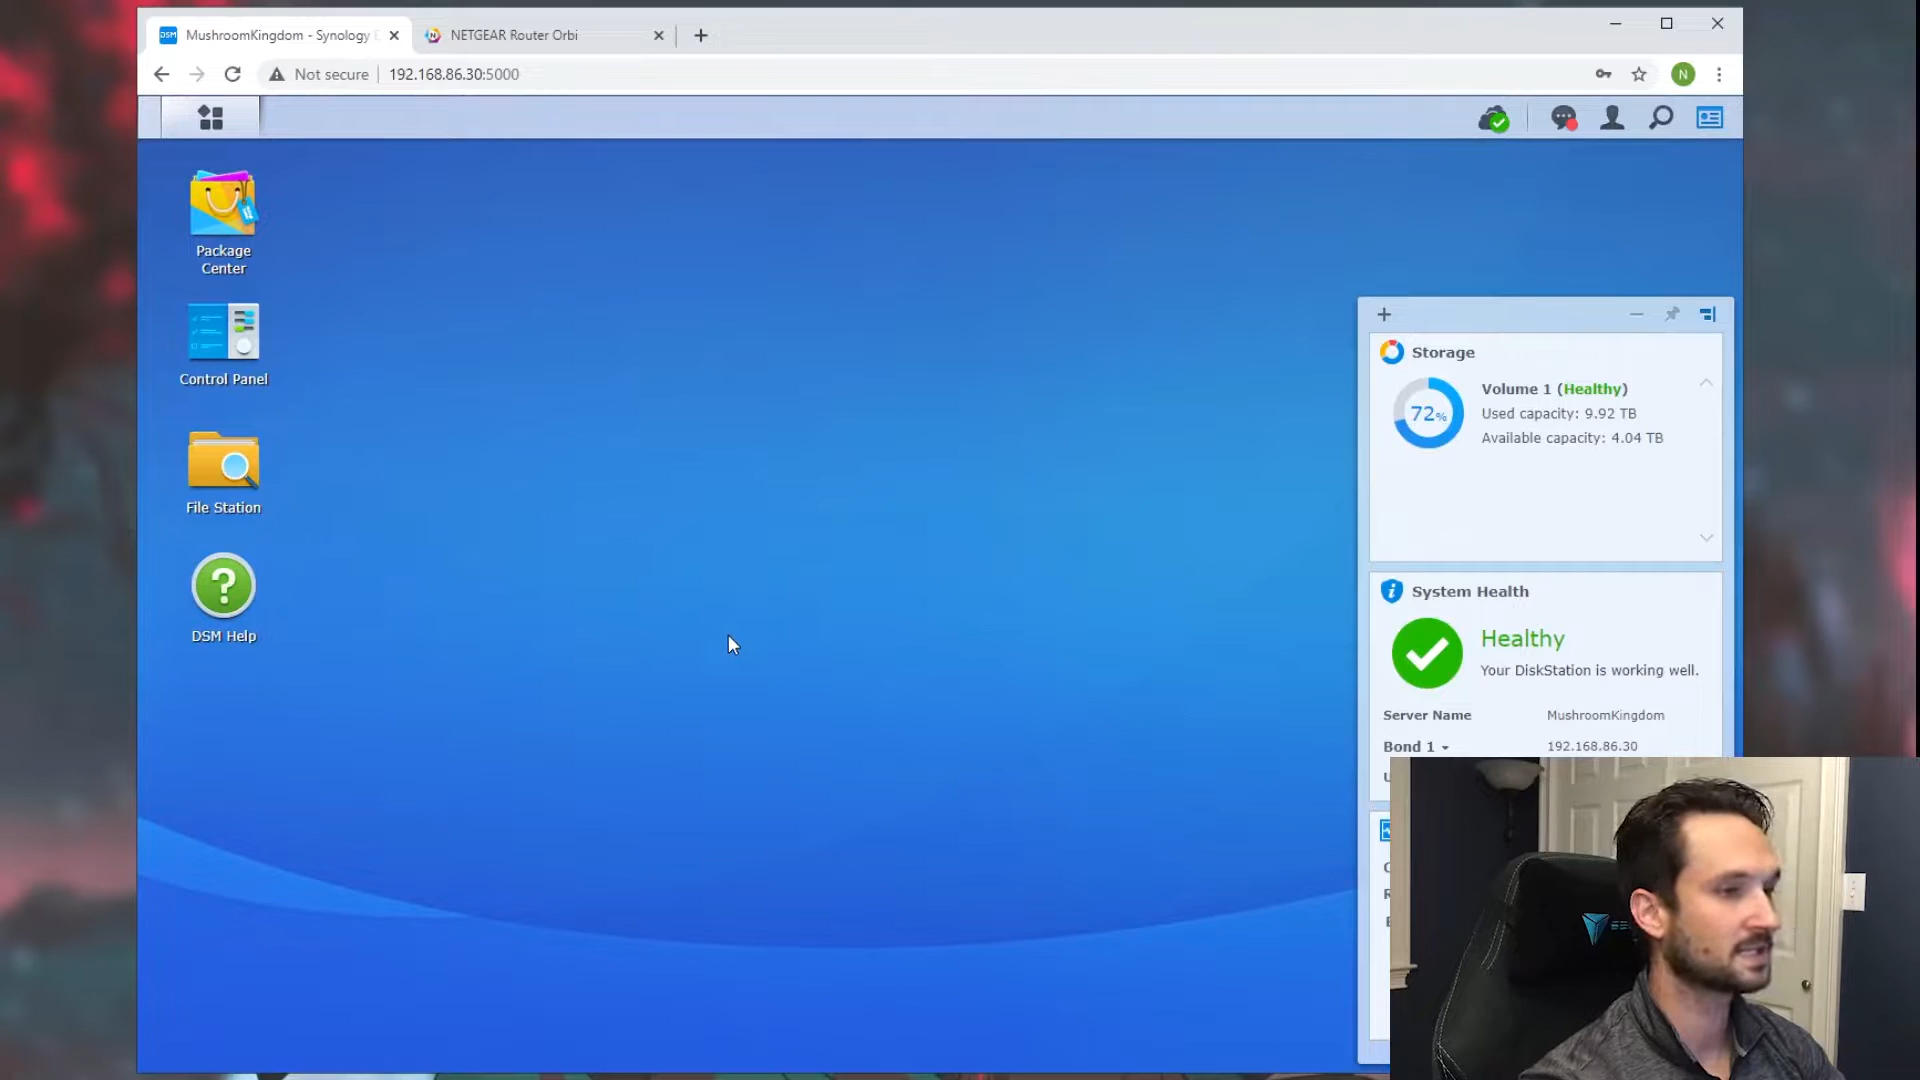 DSM MushroomKingdom - Synology
NETGEAR Router Orbi
Not secure
192.168.86.30:5000
N
Package
Center
Control Panel
File Station
DSM Help
Storage
72%
Volume 1 (Healthy)
Used capacity: 9.92 TB
Available capacity: 4.04 TB
System Health
Healthy
Your DiskStation is working well.
Server Name
MushroomKingdom
Bond 1
192.168.86.30